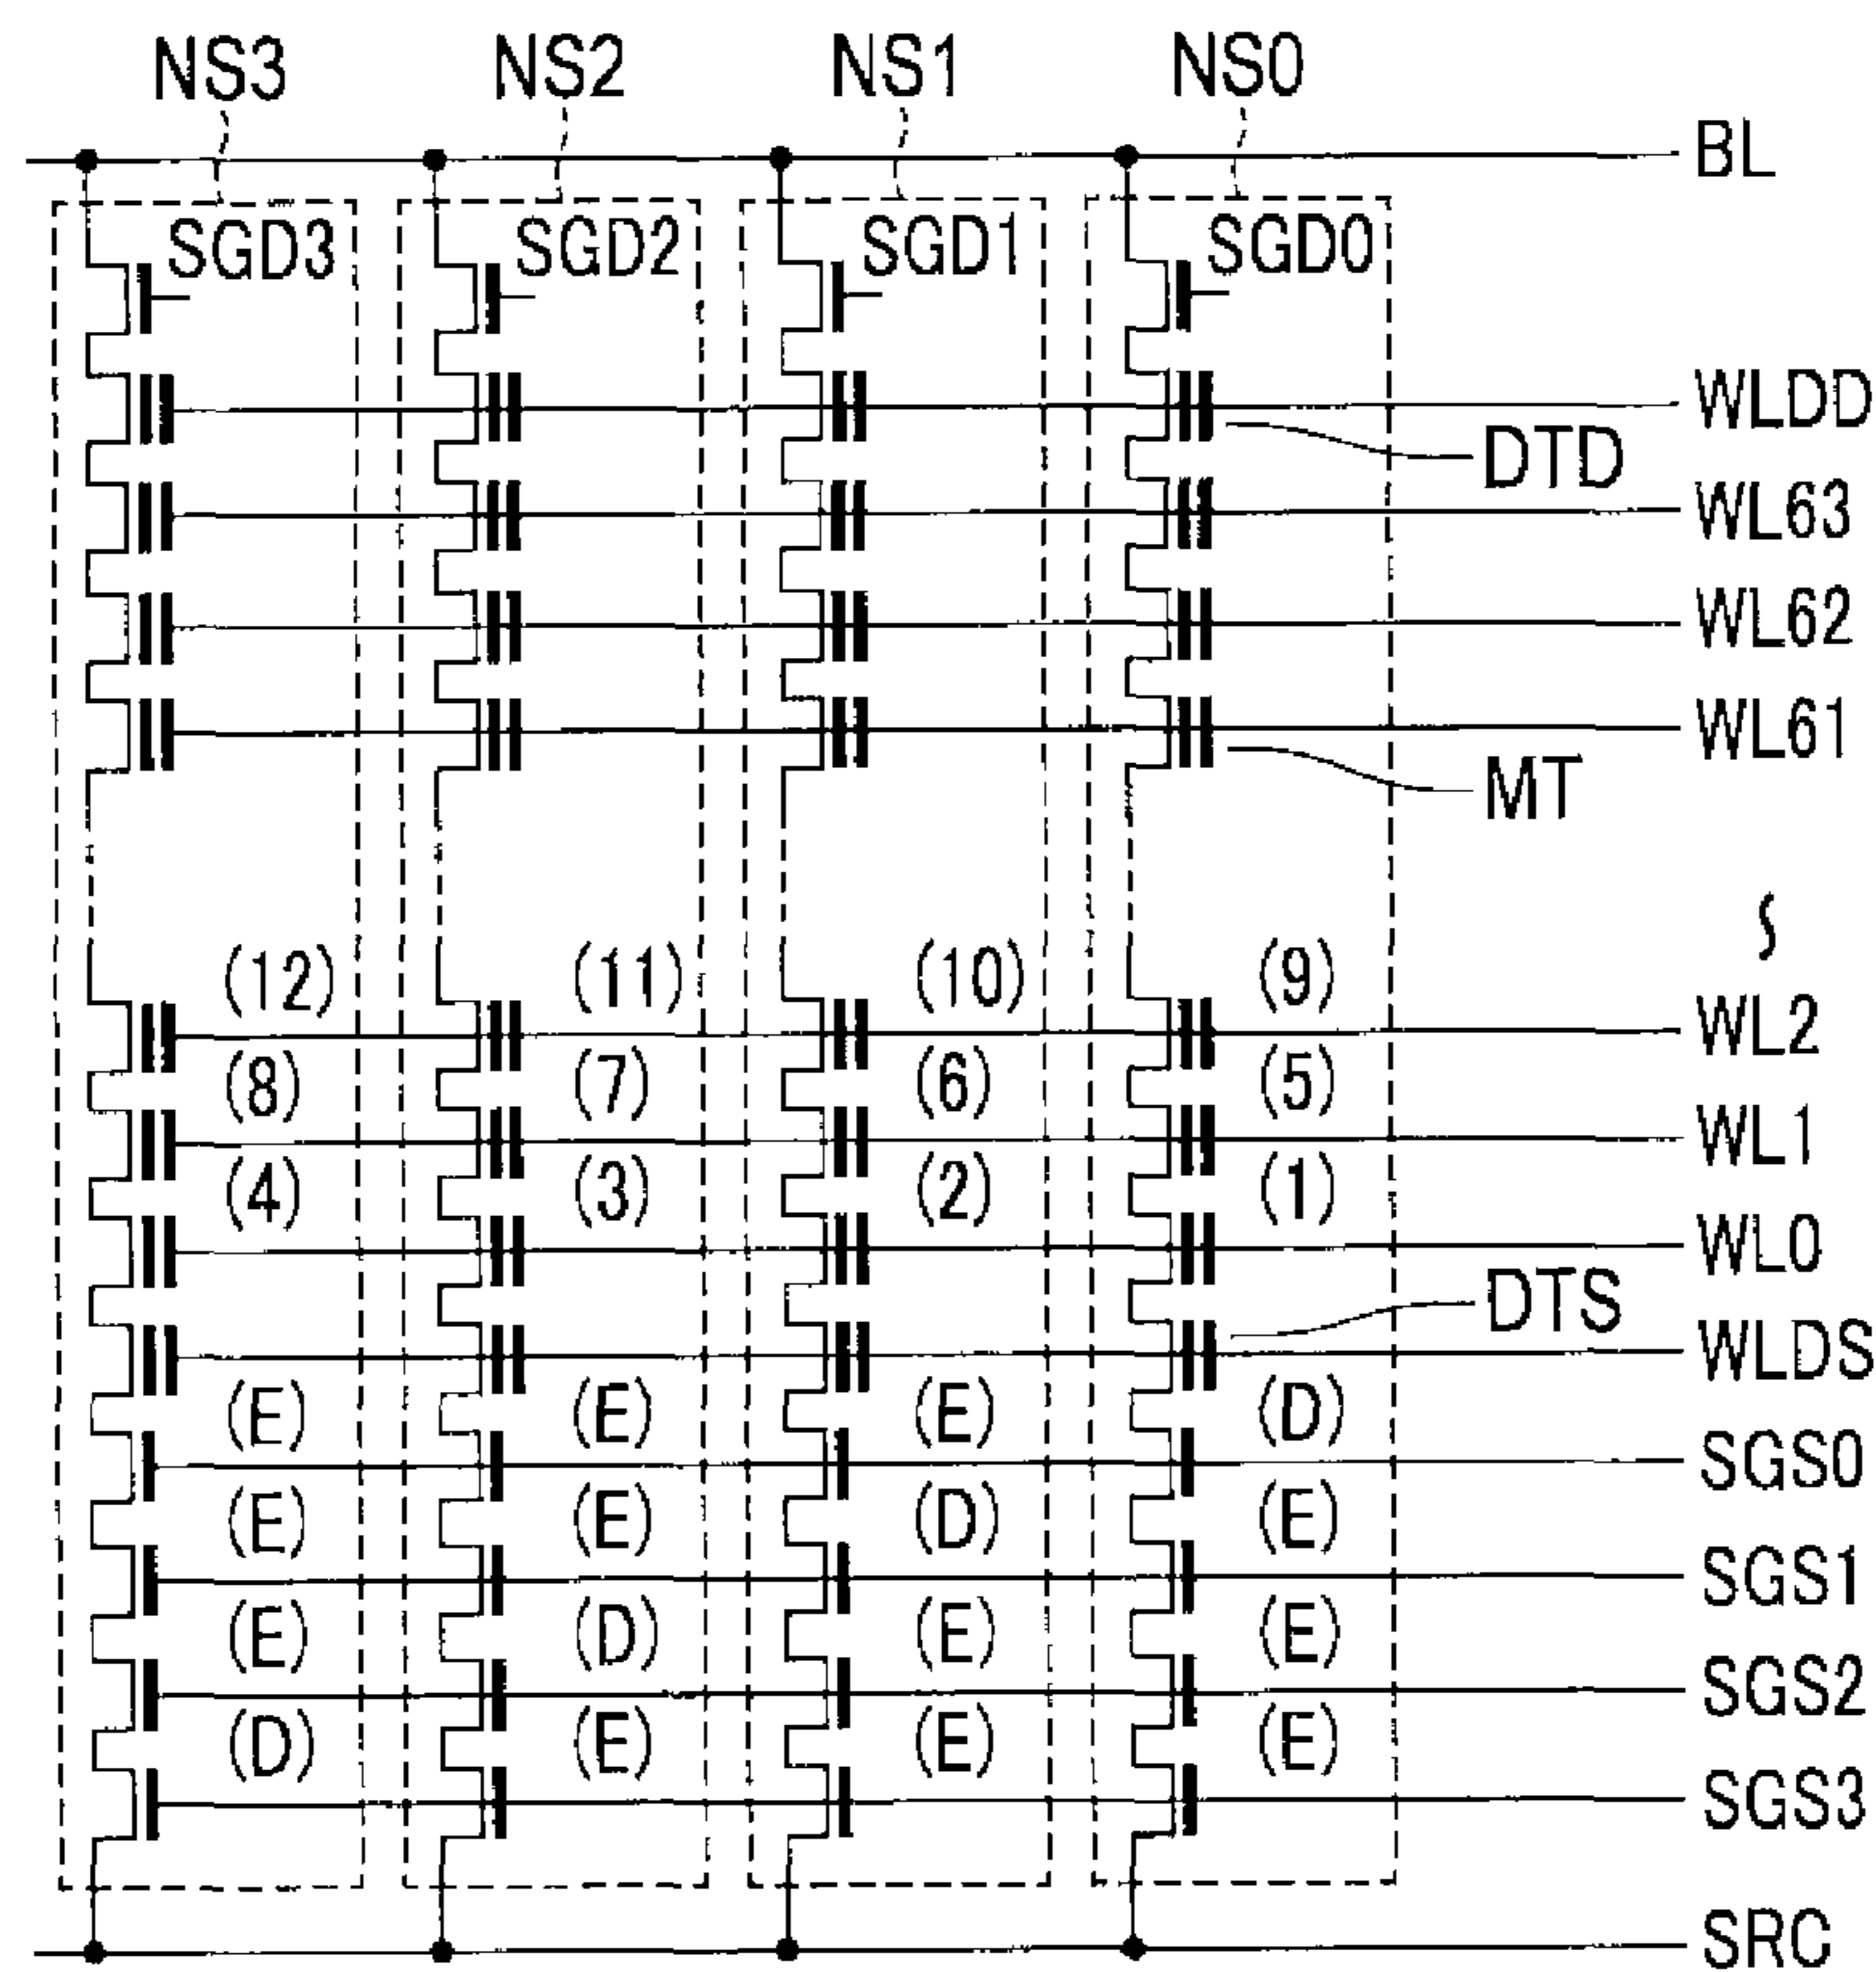 NS3 NS2 NS1 NS0
BL
SGD3 SGD2 SGD1 SGD0
WLDD
DTD
WL63
WL62
WL61
MT
(12) (11) (10) (9)
WL2
(8) (7) (6) (5)
WL1
(4) (3) (2) (1)
WL0
DTS
WLDS
(E) (E) (E) (D)
SGS0
(E) (E) (D) (E)
SGS1
(E) (D) (E) (E)
SGS2
(D) (E) (E) (E)
SGS3
SRC